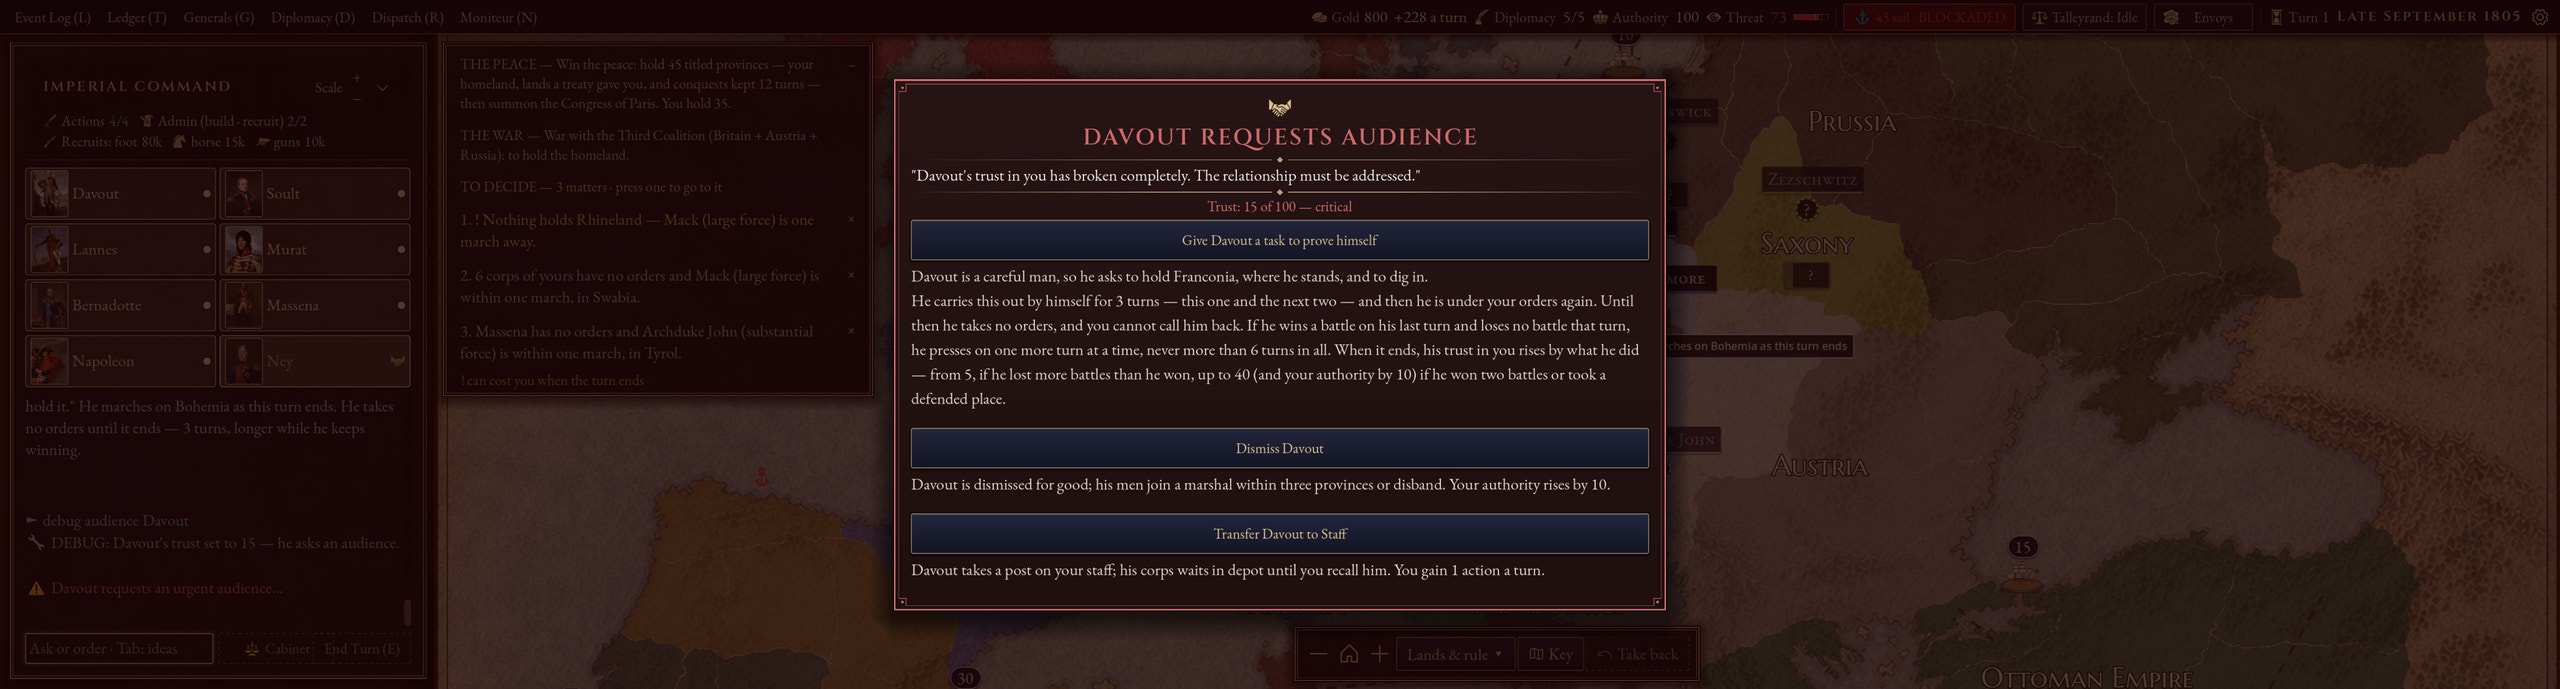 Event Log (L) Ledger (T) Generals (G) Diplomacy (D) Dispatch (R) Moniteur (N)
Gold 800 +228 a turn Diplomacy 5/5 Authority 100 Threat 73 45 sail · BLOCKADED Talleyrand: Idle Envoys Turn 1 LATE SEPTEMBER 1805
IMPERIAL COMMAND
Scale + −
Actions 4/4 Admin (build · recruit) 2/2
Recruits: foot 80k horse 15k guns 10k
Davout Soult
Lannes Murat
Bernadotte Massena
Napoleon Ney
hold it." He marches on Bohemia as this turn ends. He takes
no orders until it ends — 3 turns, longer while he keeps
winning.
debug audience Davout
DEBUG: Davout's trust set to 15 — he asks an audience.
Davout requests an urgent audience...
Ask or order · Tab: ideas Cabinet End Turn (E)
THE PEACE — Win the peace: hold 45 titled provinces — your
homeland, lands a treaty gave you, and conquests kept 12 turns —
then summon the Congress of Paris. You hold 35.
THE WAR — War with the Third Coalition (Britain + Austria +
Russia): to hold the homeland.
TO DECIDE — 3 matters · press one to go to it
1. ! Nothing holds Rhineland — Mack (large force) is one
march away.
2. 6 corps of yours have no orders and Mack (large force) is
within one march, in Swabia.
3. Massena has no orders and Archduke John (substantial
force) is within one march, in Tyrol.
! can cost you when the turn ends
DAVOUT REQUESTS AUDIENCE
"Davout's trust in you has broken completely. The relationship must be addressed."
Trust: 15 of 100 — critical
Give Davout a task to prove himself
Davout is a careful man, so he asks to hold Franconia, where he stands, and to dig in.
He carries this out by himself for 3 turns — this one and the next two — and then he is under your orders again. Until
then he takes no orders, and you cannot call him back. If he wins a battle on his last turn and loses no battle that turn,
he presses on one more turn at a time, never more than 6 turns in all. When it ends, his trust in you rises by what he did
— from 5, if he lost more battles than he won, up to 40 (and your authority by 10) if he won two battles or took a
defended place.
Dismiss Davout
Davout is dismissed for good; his men join a marshal within three provinces or disband. Your authority rises by 10.
Transfer Davout to Staff
Davout takes a post on your staff; his corps waits in depot until you recall him. You gain 1 action a turn.
SWICK
PRUSSIA
ZEZSCHWITZ
?
SAXONY
?
MORE
ches on Bohemia as this turn ends
JOHN
AUSTRIA
15
30
Lands & rule Key Take back
OTTOMAN EMPIRE